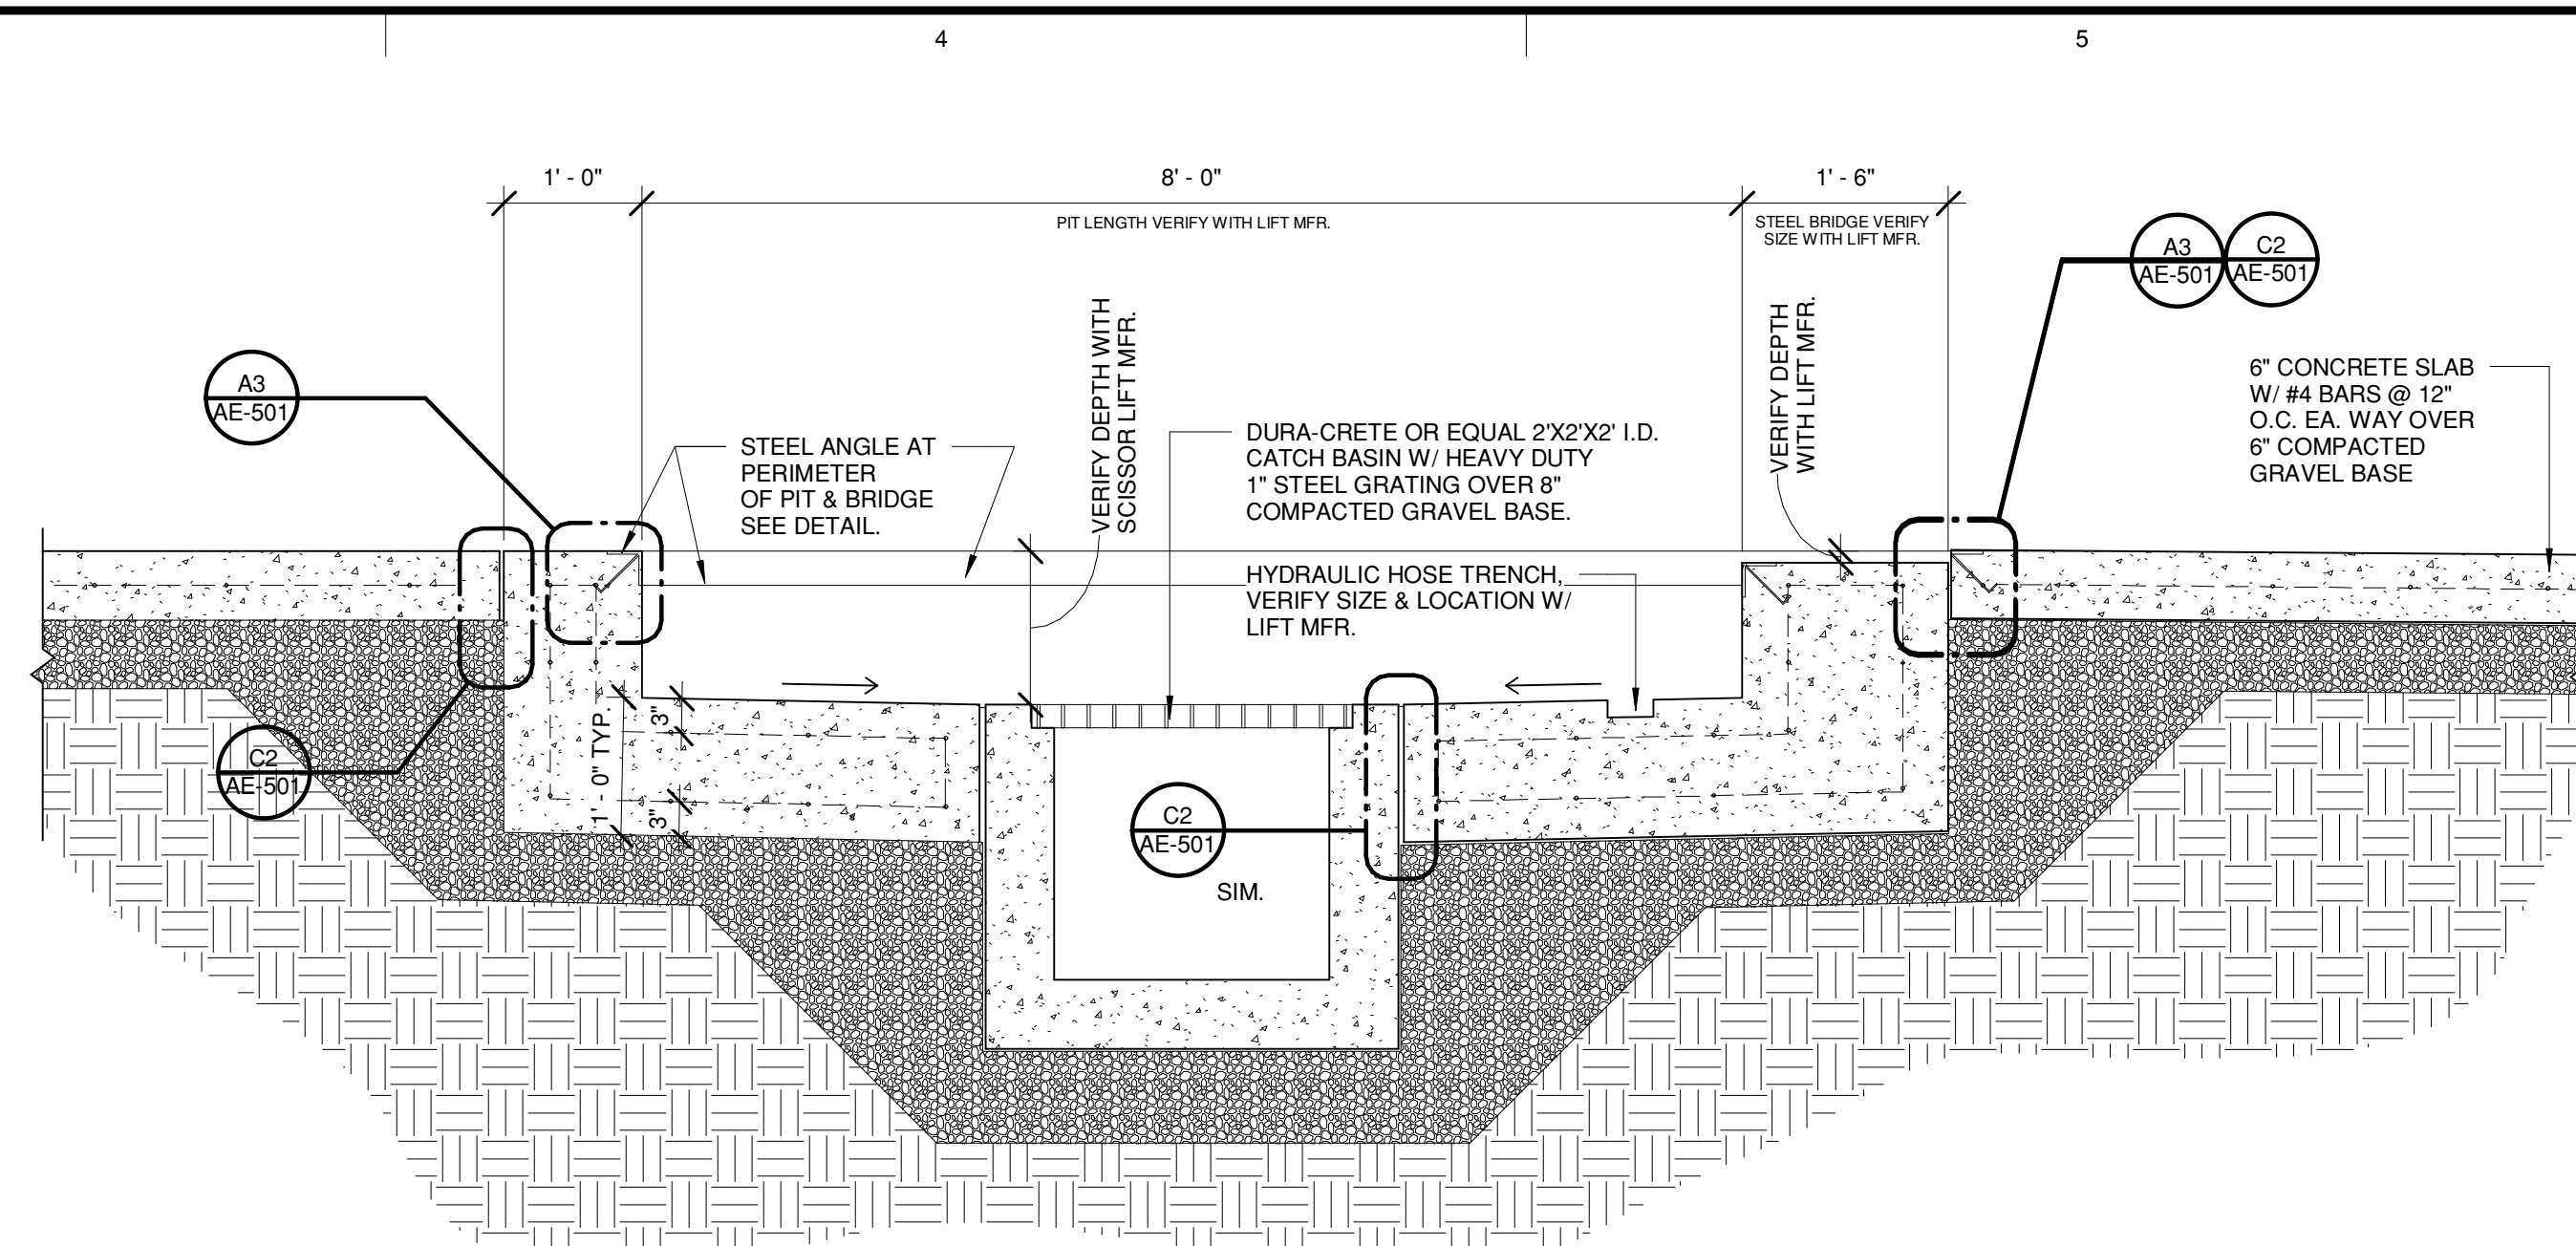 4
5
1' - 0"
8' - 0"
1' - 6"
PIT LENGTH VERIFY WITH LIFT MFR.
STEEL BRIDGE VERIFY
SIZE WITH LIFT MFR.
A3
AE-501
C2
AE-501
VERIFY DEPTH WITH
SCISSOR LIFT MFR.
VERIFY DEPTH
WITH LIFT MFR.
6" CONCRETE SLAB
W/ #4 BARS @ 12"
O.C. EA. WAY OVER
6" COMPACTED
GRAVEL BASE
A3
AE-501
STEEL ANGLE AT
PERIMETER
OF PIT & BRIDGE
SEE DETAIL.
DURA-CRETE OR EQUAL 2'X2'X2' I.D.
CATCH BASIN W/ HEAVY DUTY
1" STEEL GRATING OVER 8"
COMPACTED GRAVEL BASE.
HYDRAULIC HOSE TRENCH,
VERIFY SIZE & LOCATION W/
LIFT MFR.
C2
AE-501
1' - 0" TYP.
3"
3"
C2
AE-501
SIM.